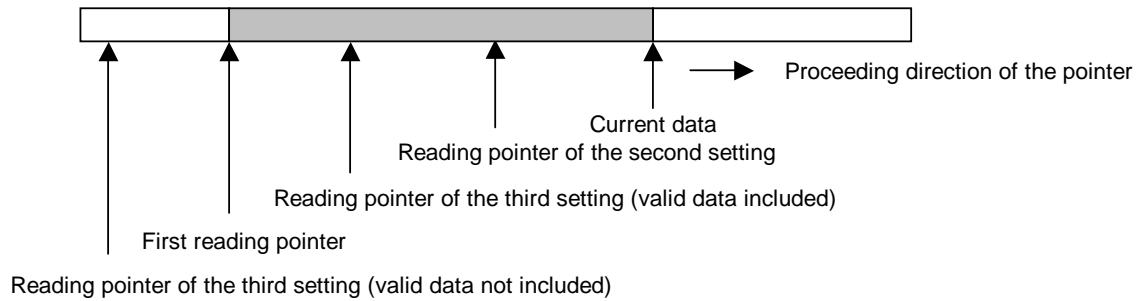 Proceeding direction of the pointer
Current data
Reading pointer of the second setting
Reading pointer of the third setting (valid data included)
First reading pointer
Reading pointer of the third setting (valid data not included)